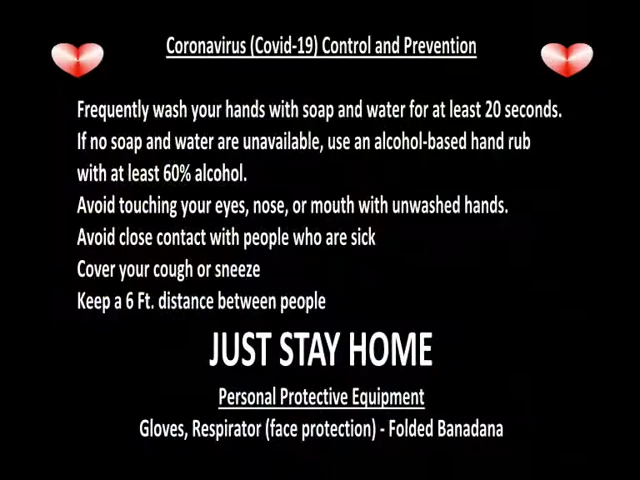 Coronavirus (Covid-19) Control and Prevention
Frequently wash your hands with soap and water for at least 20 seconds.
If no soap and water are unavailable, use an alcohol-based hand rub
with at least 60% alcohol.
Avoid touching your eyes, nose, or mouth with unwashed hands.
Avoid close contact with people who are sick
Cover your cough or sneeze
Keep a 6 Ft. distance between people
JUST STAY HOME
Personal Protective Equipment
Gloves, Respirator (face protection) - Folded Banadana